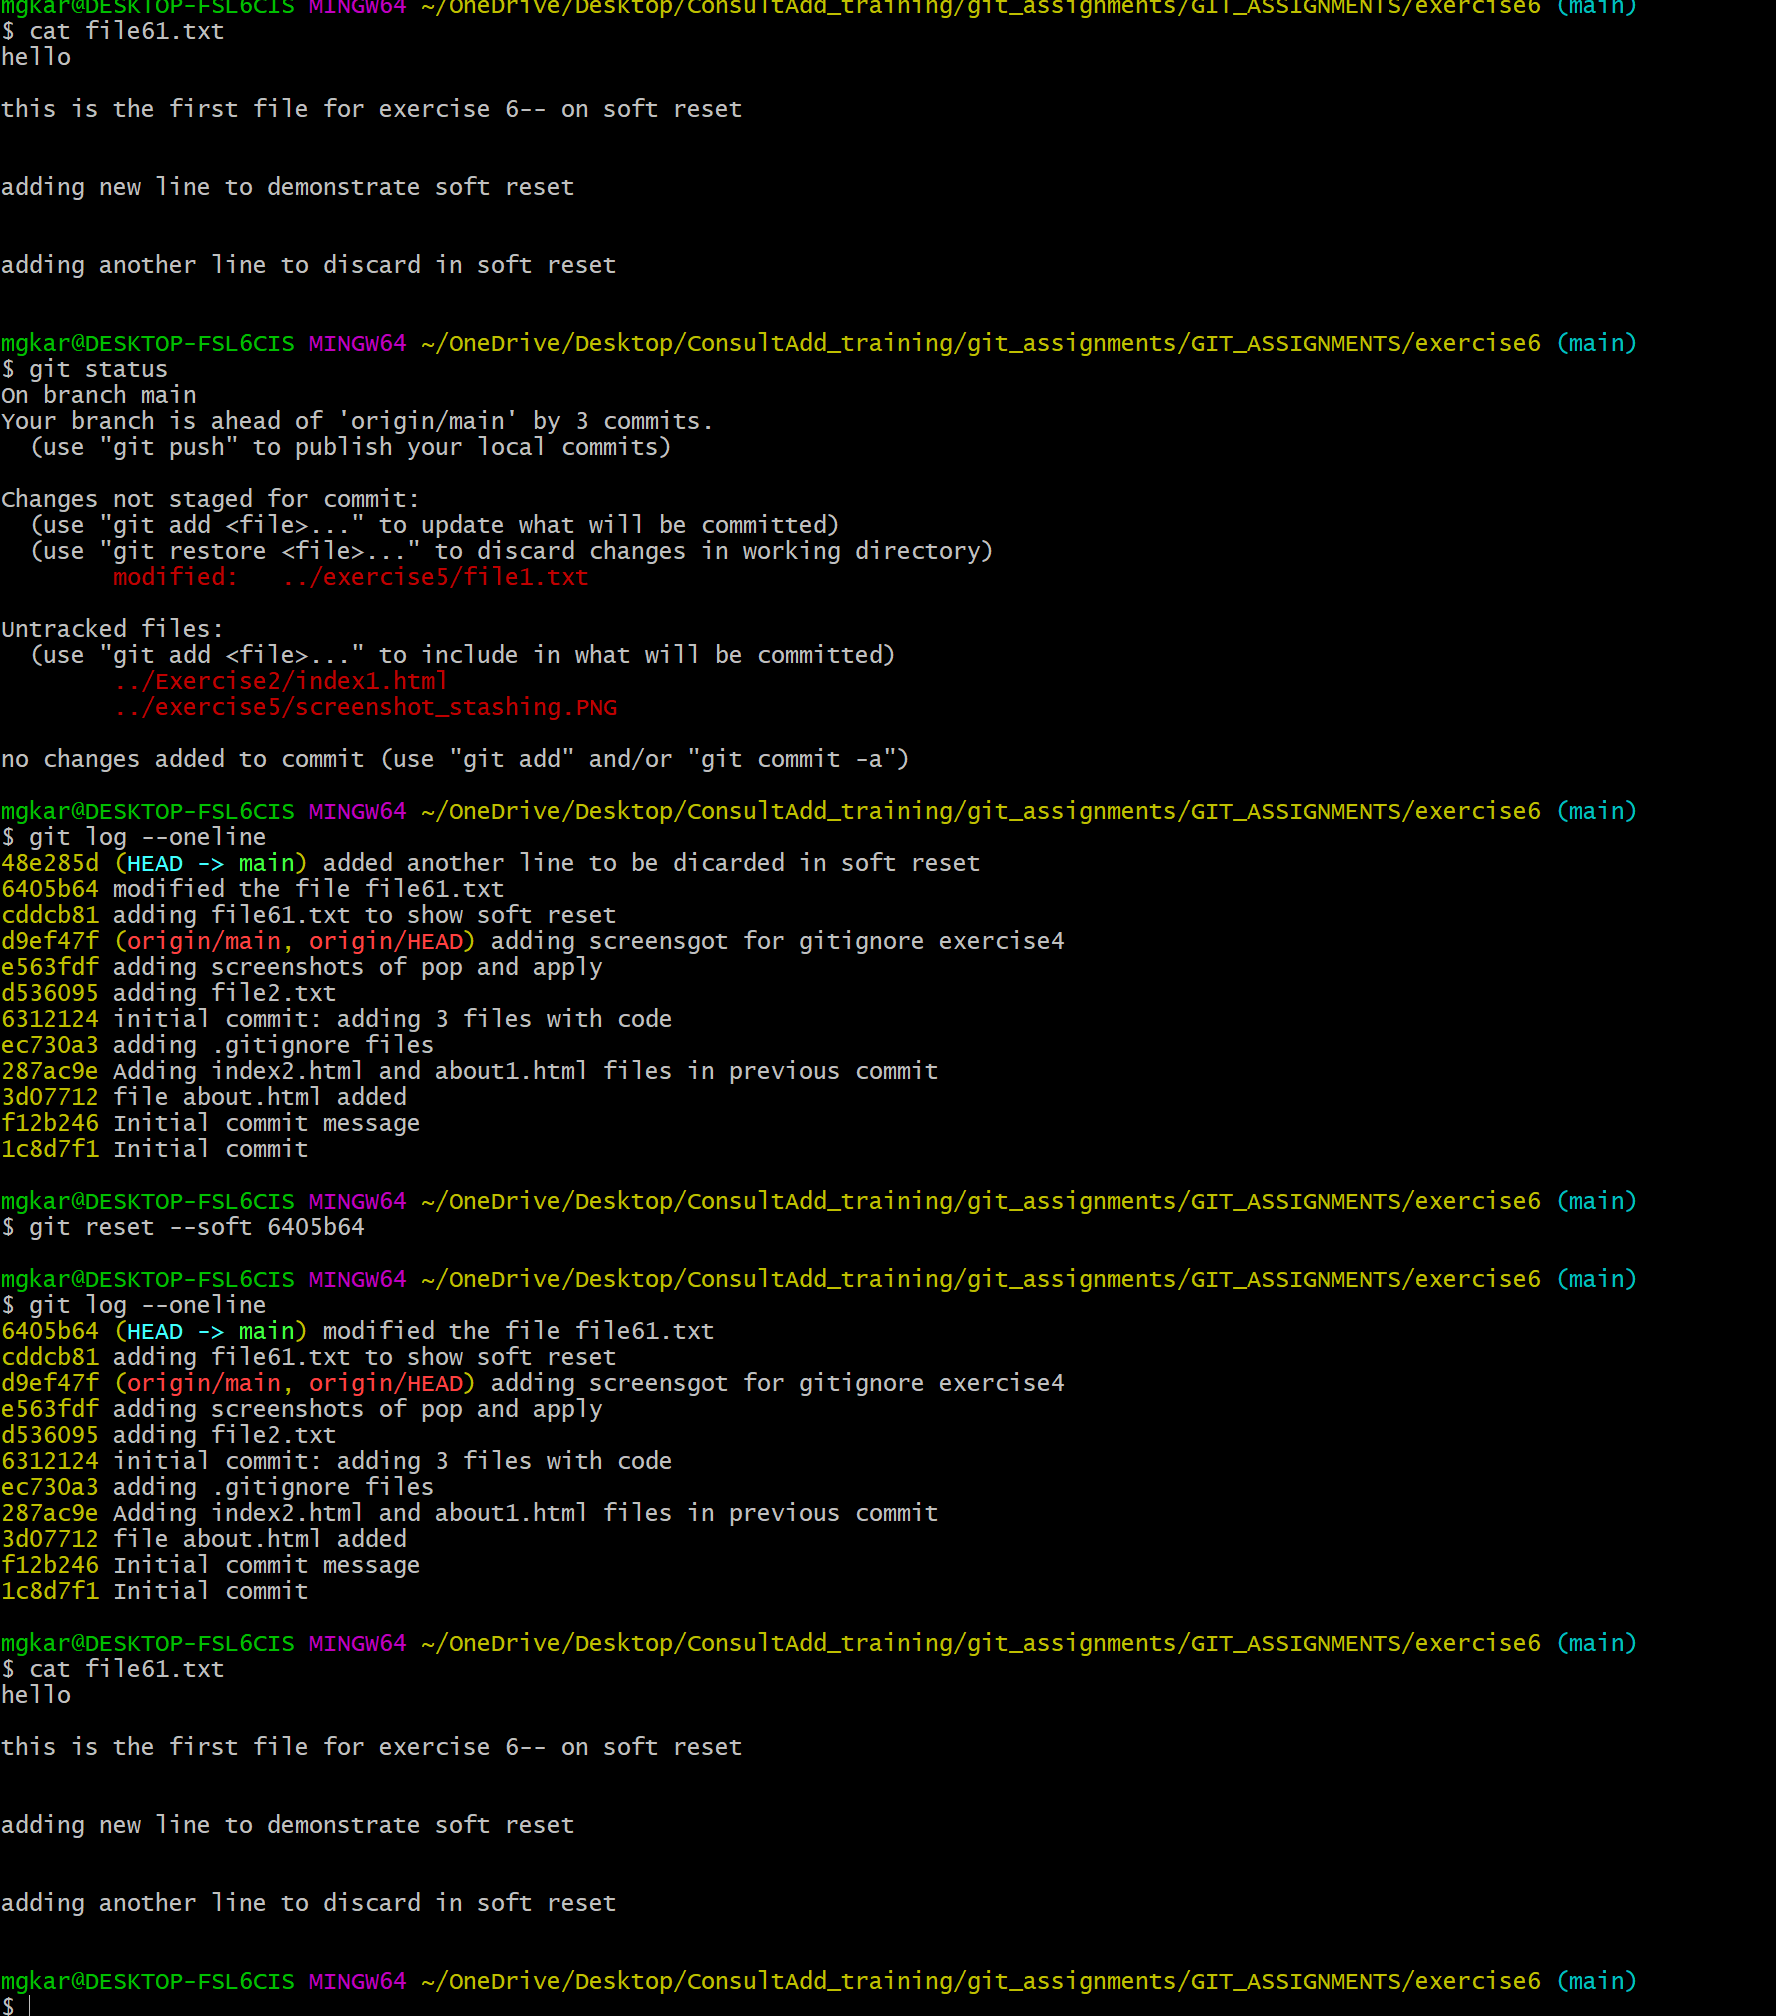 mgkar@DESKTOP-FSL6CIS MINGW64 ~/OneDrive/Desktop/ConsultAdd_training/git_assignments/GIT_ASSIGNMENTS/exercise6 (main)
$ cat file61.txt
hello
this is the first file for exercise 6-- on soft reset
adding new line to demonstrate soft reset
adding another line to discard in soft reset
mgkar@DESKTOP-FSL6CIS MINGW64 ~/OneDrive/Desktop/ConsultAdd_training/git_assignments/GIT_ASSIGNMENTS/exercise6 (main)
$ git status
On branch main
Your branch is ahead of 'origin/main' by 3 commits.
  (use "git push" to publish your local commits)
Changes not staged for commit:
  (use "git add <file>..." to update what will be committed)
  (use "git restore <file>..." to discard changes in working directory)
        modified:   ../exercise5/file1.txt
Untracked files:
  (use "git add <file>..." to include in what will be committed)
        ../Exercise2/index1.html
        ../exercise5/screenshot_stashing.PNG
no changes added to commit (use "git add" and/or "git commit -a")
mgkar@DESKTOP-FSL6CIS MINGW64 ~/OneDrive/Desktop/ConsultAdd_training/git_assignments/GIT_ASSIGNMENTS/exercise6 (main)
$ git log --oneline
48e285d (HEAD -> main) added another line to be dicarded in soft reset
6405b64 modified the file file61.txt
cddcb81 adding file61.txt to show soft reset
d9ef47f (origin/main, origin/HEAD) adding screensgot for gitignore exercise4
e563fdf adding screenshots of pop and apply
d536095 adding file2.txt
6312124 initial commit: adding 3 files with code
ec730a3 adding .gitignore files
287ac9e Adding index2.html and about1.html files in previous commit
3d07712 file about.html added
f12b246 Initial commit message
1c8d7f1 Initial commit
mgkar@DESKTOP-FSL6CIS MINGW64 ~/OneDrive/Desktop/ConsultAdd_training/git_assignments/GIT_ASSIGNMENTS/exercise6 (main)
$ git reset --soft 6405b64
mgkar@DESKTOP-FSL6CIS MINGW64 ~/OneDrive/Desktop/ConsultAdd_training/git_assignments/GIT_ASSIGNMENTS/exercise6 (main)
$ git log --oneline
6405b64 (HEAD -> main) modified the file file61.txt
cddcb81 adding file61.txt to show soft reset
d9ef47f (origin/main, origin/HEAD) adding screensgot for gitignore exercise4
e563fdf adding screenshots of pop and apply
d536095 adding file2.txt
6312124 initial commit: adding 3 files with code
ec730a3 adding .gitignore files
287ac9e Adding index2.html and about1.html files in previous commit
3d07712 file about.html added
f12b246 Initial commit message
1c8d7f1 Initial commit
mgkar@DESKTOP-FSL6CIS MINGW64 ~/OneDrive/Desktop/ConsultAdd_training/git_assignments/GIT_ASSIGNMENTS/exercise6 (main)
$ cat file61.txt
hello
this is the first file for exercise 6-- on soft reset
adding new line to demonstrate soft reset
adding another line to discard in soft reset
mgkar@DESKTOP-FSL6CIS MINGW64 ~/OneDrive/Desktop/ConsultAdd_training/git_assignments/GIT_ASSIGNMENTS/exercise6 (main)
$